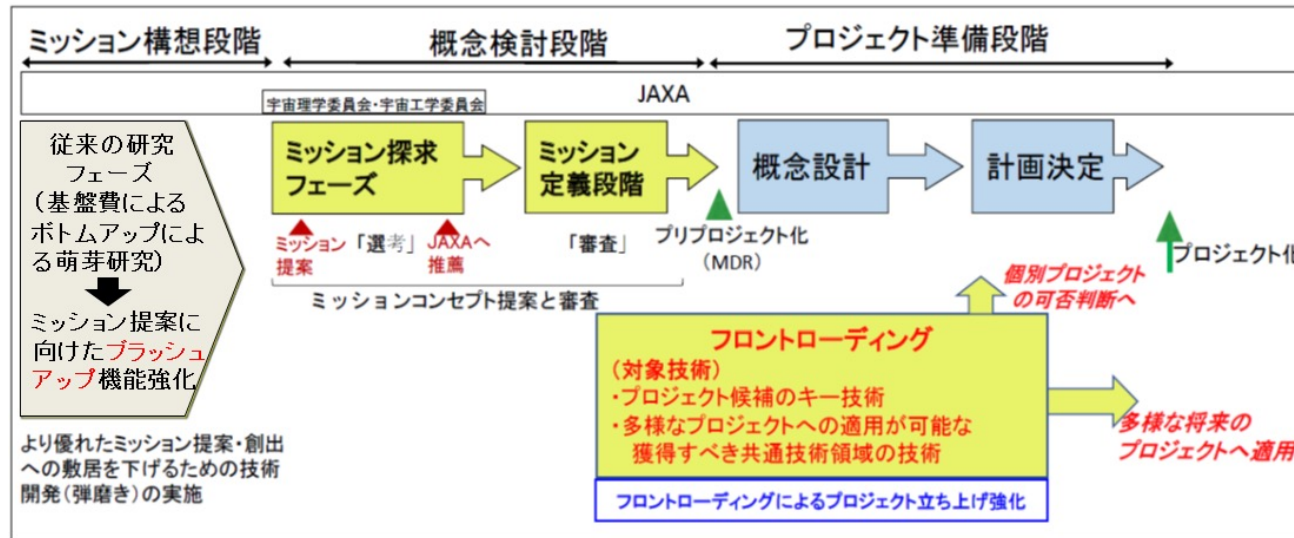 ミッション構想段階
概念検討段階
プロジェクト準備段階
JAXA
宇宙理学委員会・宇宙工学委員会
従来の研究
フェーズ
(基盤費による
ボトムアップによ
る萌芽研究)
ミッション提案に
向けたブラッシュ
アップ機能強化
より優れたミッション提案・創出
への敷居を下げるための技術
開発(弾磨き)の実施
ミッション探求
フェーズ
ミッション
定義段階
概念設計
計画決定
ミッション
提案
「選考」
JAXAへ
推薦
「審査」
プリプロジェクト化
(MDR)
プロジェクト化
ミッションコンセプト提案と審査
個別プロジェクト
の可否判断へ
フロントローディング
(対象技術)
・プロジェクト候補のキー技術
・多様なプロジェクトへの適用が可能な
獲得すべき共通技術領域の技術
多様な将来の
プロジェクトへ適用
フロントローディングによるプロジェクト立ち上げ強化